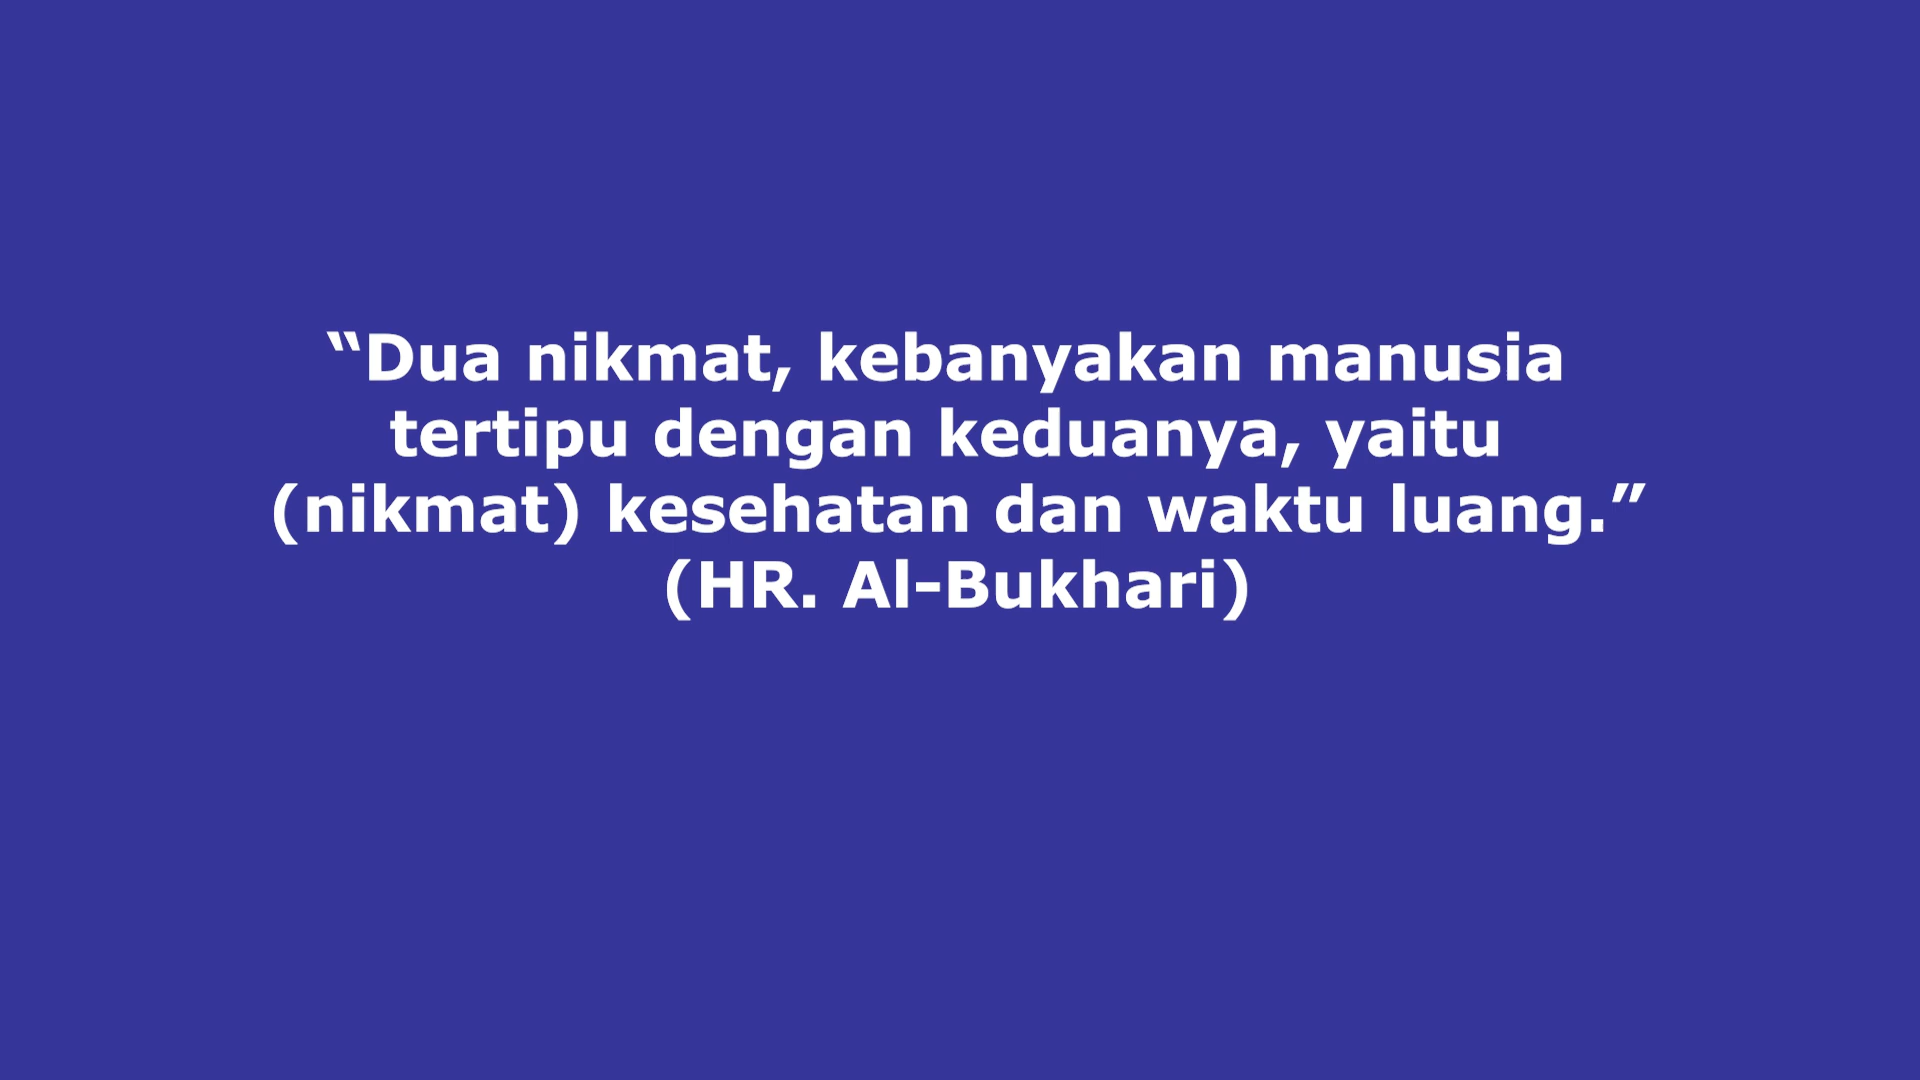 “Dua nikmat, kebanyakan manusia
tertipu dengan keduanya, yaitu
(nikmat) kesehatan dan waktu luang.”
(HR. Al-Bukhari)